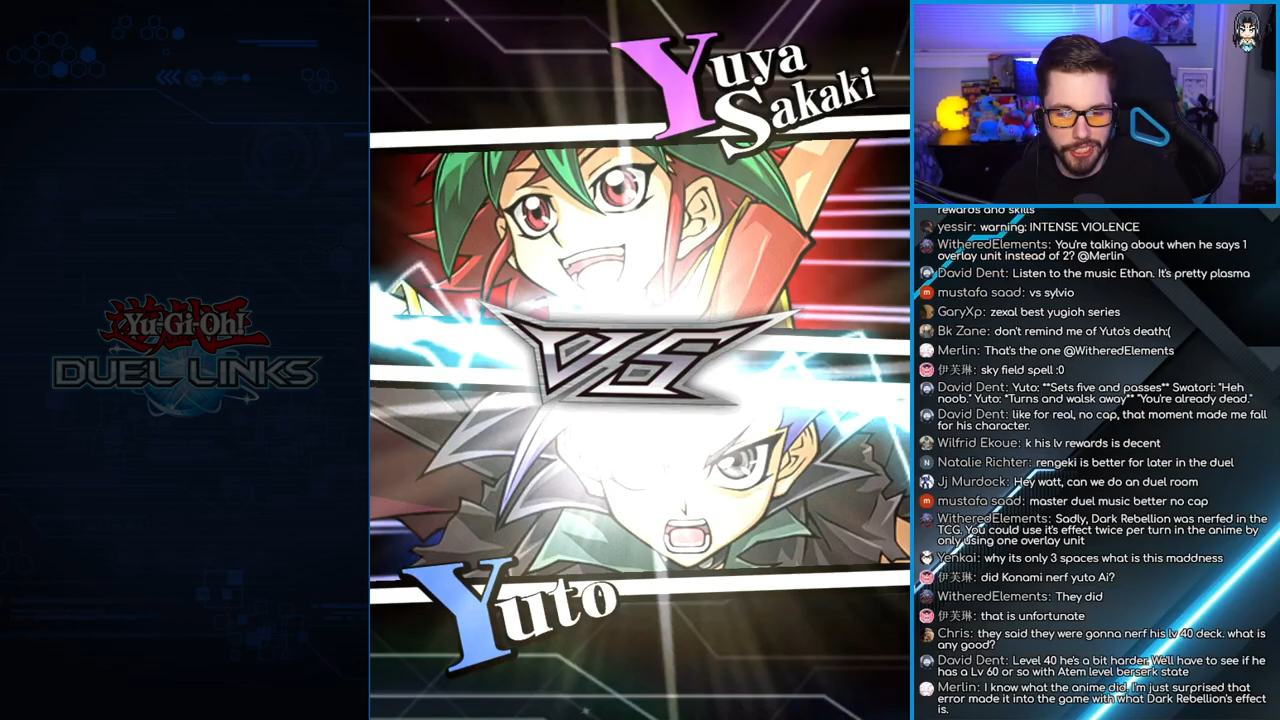 Yuya
Sakaki
VS
Yuto
Yu-Gi-Oh!
DUEL LINKS
rewards and skills
yessir: warning: INTENSE VIOLENCE
WitheredElements: You're talking about when he says 1
overlay unit instead of 2? @Merlin
David Dent: Listen to the music Ethan. It's pretty plasma
m mustafa saad: vs sylvio
GaryXp: zexal best yugioh series
Bk Zane: don't remind me of Yuto's death:(
Merlin: That's the one @WitheredElements
伊芙琳: sky field spell :0
David Dent: Yuto: **Sets five and passes** Swatori: "Heh
noob." Yuto: *Turns and walsk away** "You're already dead."
David Dent: like for real, no cap, that moment made me fall
for his character.
Wilfrid Ekoue: k his lv rewards is decent
N Natalie Richter: rengeki is better for later in the duel
Jj Murdock: Hey watt, can we do an duel room
m mustafa saad: master duel music better no cap
WitheredElements: Sadly, Dark Rebellion was nerfed in the
TCG. You could use it's effect twice per turn in the anime by
only using one overlay unit
Yenkai: why its only 3 spaces what is this maddness
伊芙琳: did Konami nerf yuto Ai?
WitheredElements: They did
伊芙琳: that is unfortunate
Chris: they said they were gonna nerf his lv 40 deck. what is
any good?
David Dent: Level 40 he's a bit harder. We'll have to see if he
has a Lv 60 or so with Atem level berserk state
Merlin: I know what the anime did, I'm just surprised that
error made it into the game with what Dark Rebellion's effect
is.